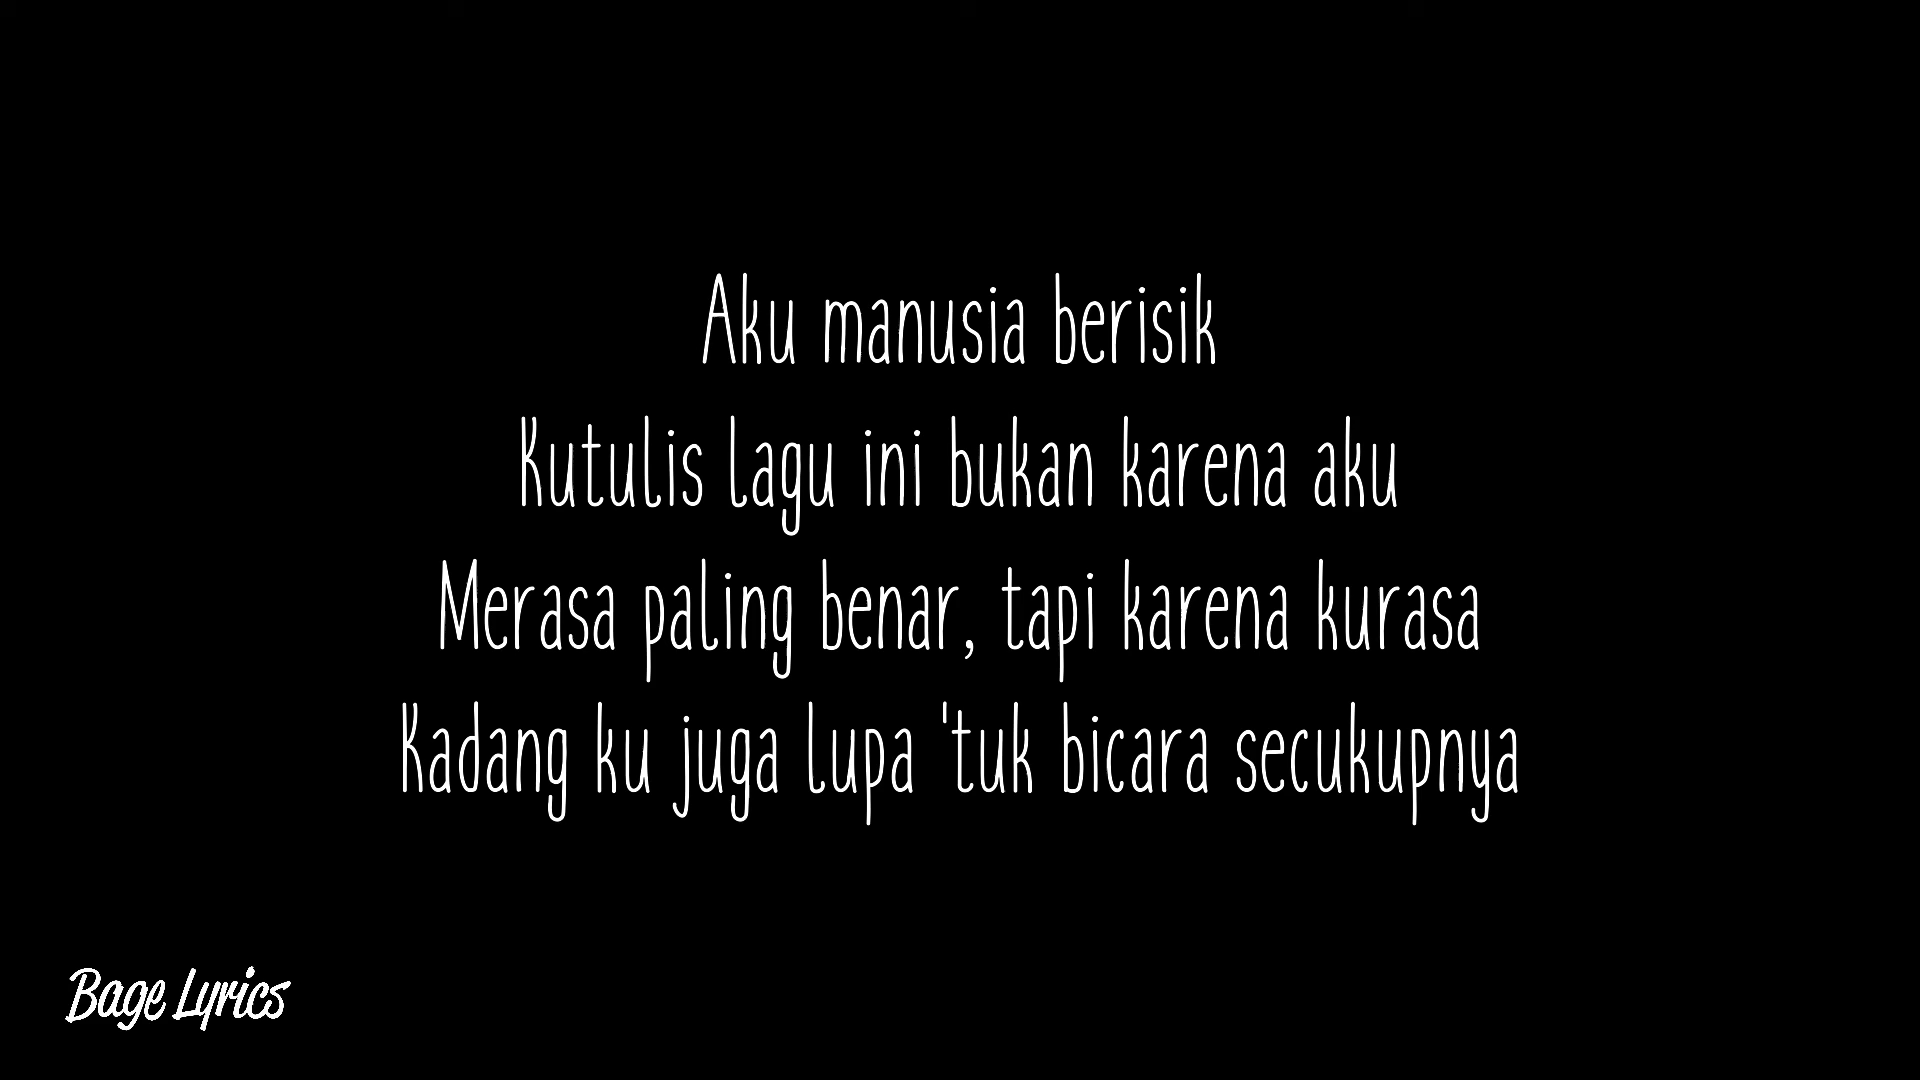 Aku manusia berisik
Kutulis lagu ini bukan karena aku
Merasa paling benar, tapi karena kurasa
Kadang ku juga lupa 'tuk bicara secukupnya
Bage Lyrics